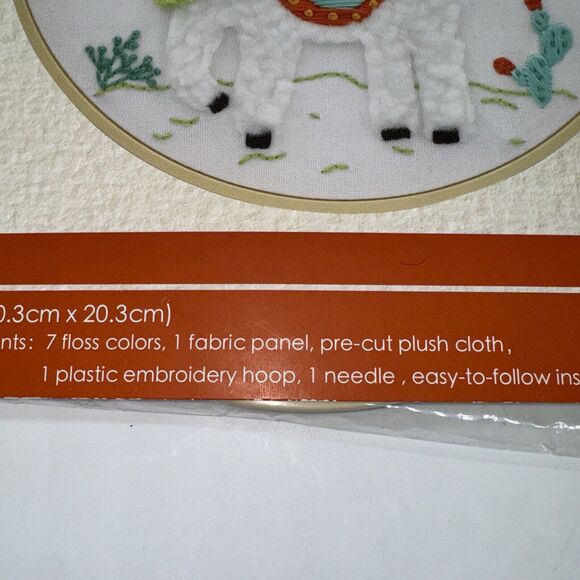 0.3cm x 20.3cm)
nts: 7 floss colors, 1 fabric panel, pre-cut plush cloth,
1 plastic embroidery hoop, 1 needle , easy-to-follow ins